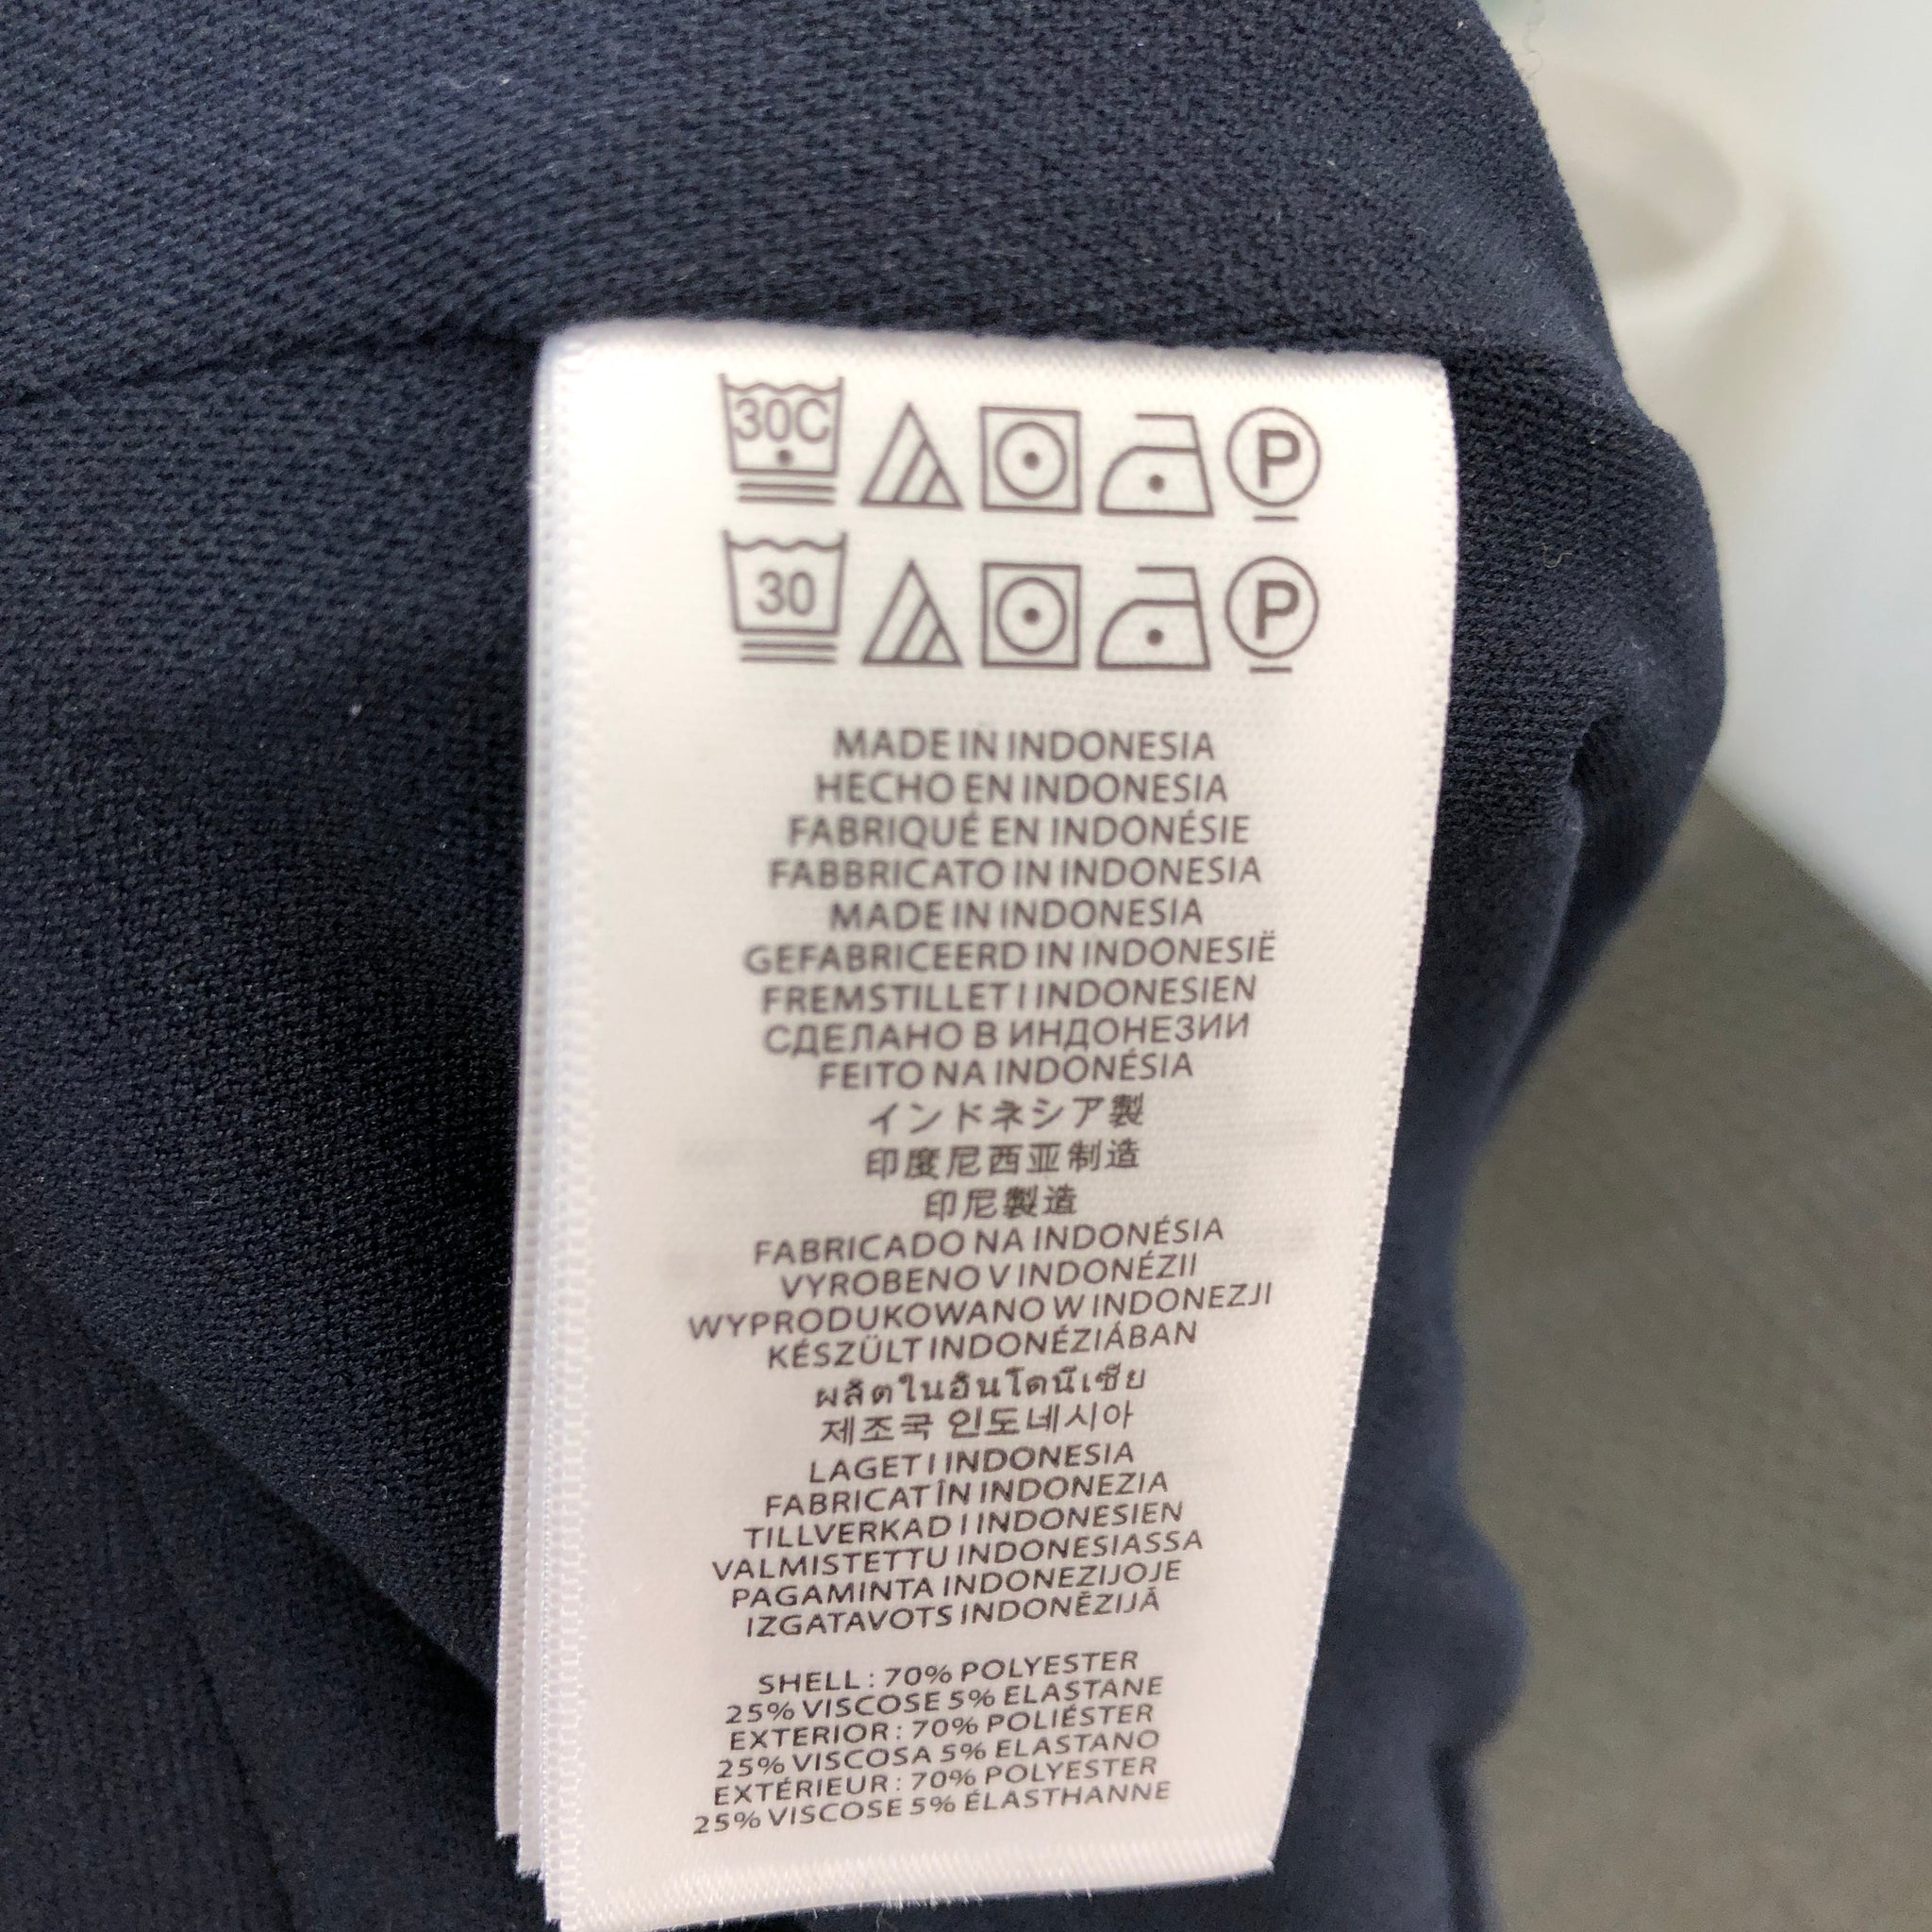 30C P
30 P
MADE IN INDONESIA
HECHO EN INDONESIA
FABRIQUÉ EN INDONÉSIE
FABBRICATO IN INDONESIA
MADE IN INDONESIA
GEFABRICEERD IN INDONESIË
FREMSTILLET I INDONESIEN
СДЕЛАНО В ИНДОНЕЗИИ
FEITO NA INDONÉSIA
インドネシア製
印度尼西亚制造
印尼製造
FABRICADO NA INDONÉSIA
VYROBENO V INDONÉZII
WYPRODUKOWANO W INDONEZJI
KÉSZÜLT INDONÉZIÁBAN
ผลิตในอินโดนีเซีย
제조국 인도네시아
LAGET I INDONESIA
FABRICAT ÎN INDONEZIA
TILLVERKAD I INDONESIEN
VALMISTETTU INDONESIASSA
PAGAMINTA INDONEZIJOJE
IZGATAVOTS INDONĒZIJĀ
SHELL : 70% POLYESTER
25% VISCOSE 5% ELASTANE
EXTERIOR : 70% POLIÉSTER
25% VISCOSA 5% ELASTANO
EXTÉRIEUR : 70% POLYESTER
25% VISCOSE 5% ÉLASTHANNE